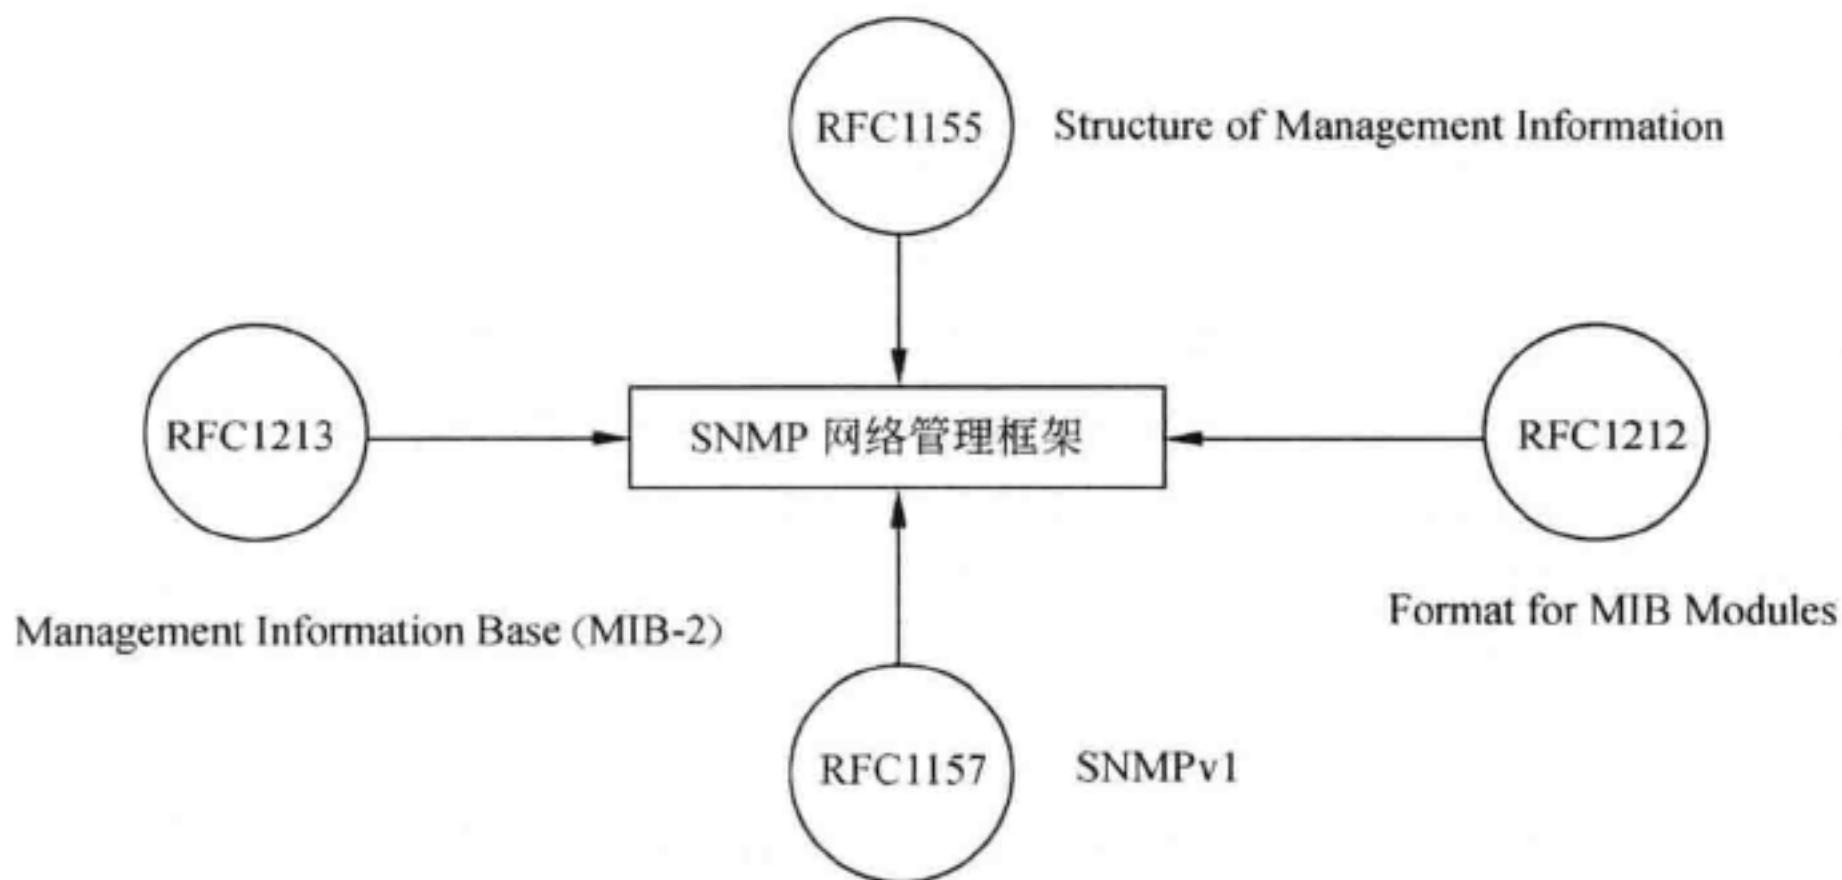 RFC1155
Structure of Management Information
RFC1213
SNMP 网络管理框架
RFC1212
Management Information Base (MIB-2)
Format for MIB Modules
RFC1157
SNMPv1